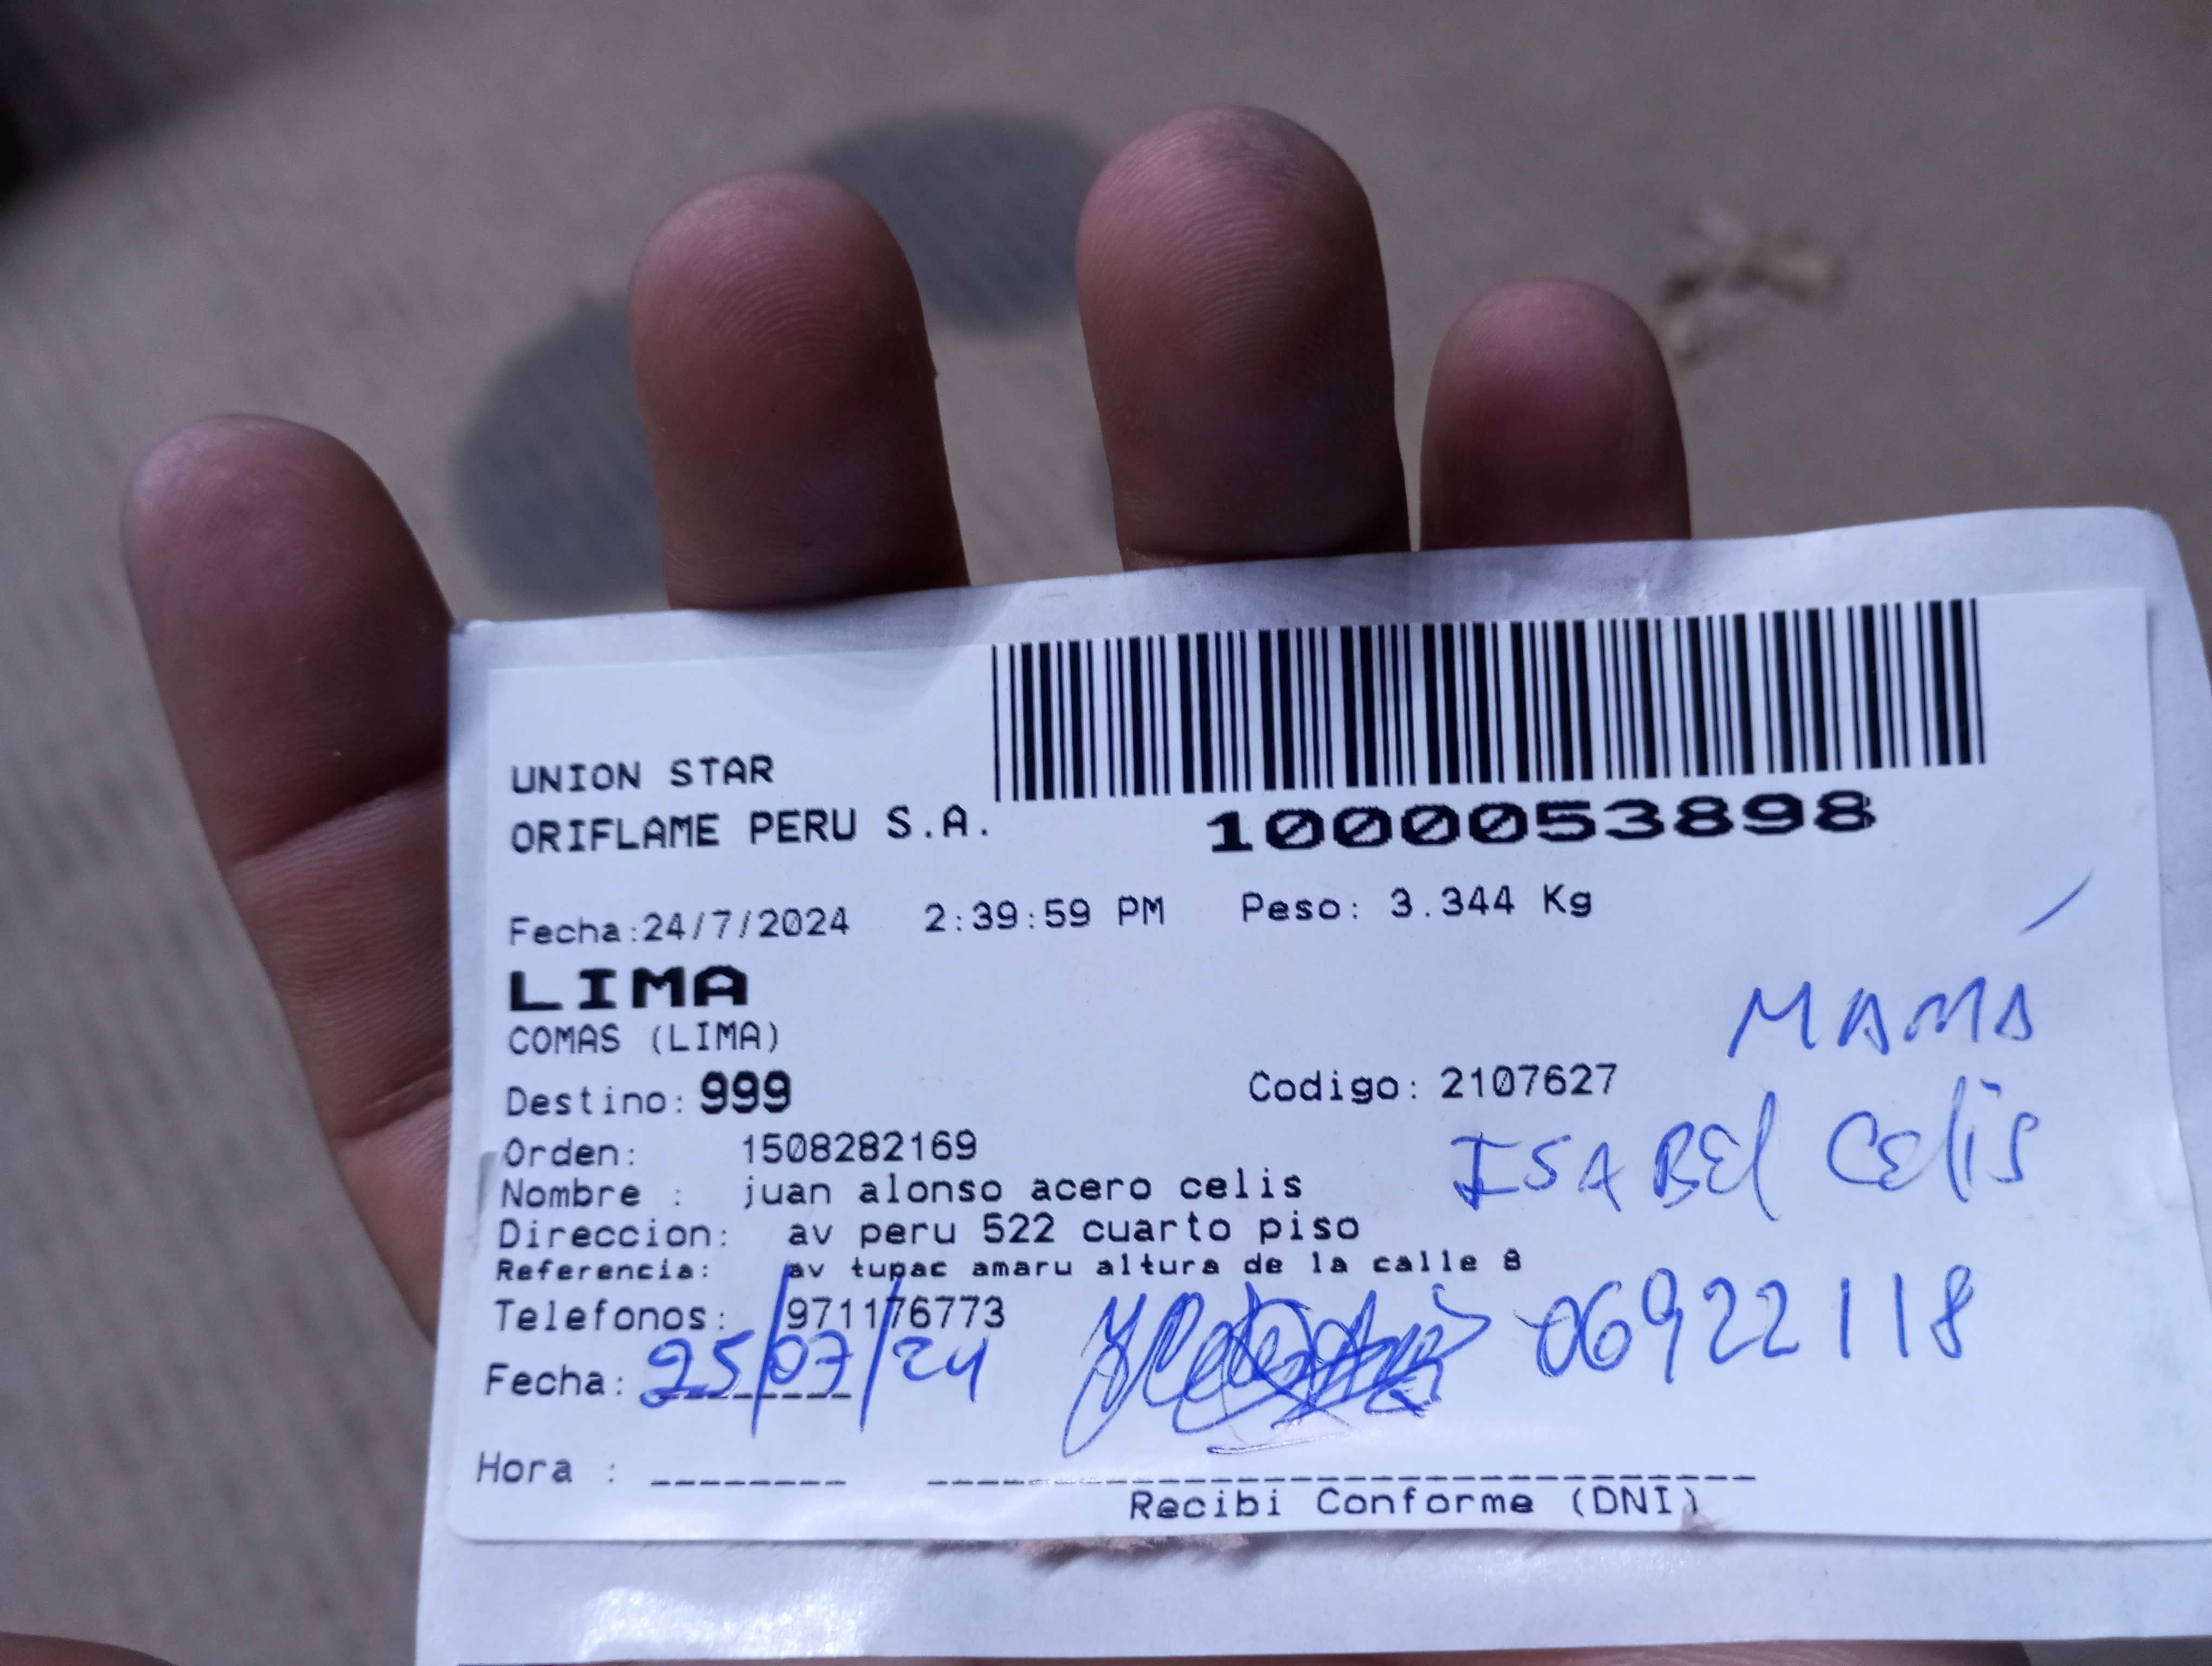 UNION STAR
ORIFLAME PERU S.A.
1000053898
Fecha:24/7/2024 2:39:59 PM Peso: 3.344 Kg
LIMA
COMAS (LIMA)
MAMÁ
Destino: 999 Codigo: 2107627
ISABEl Celis
Orden: 1508282169
Nombre : juan alonso acero celis
Direccion: av peru 522 cuarto piso
Referencia: av tupac amaru altura de la calle 8
Telefonos: 971176773
06922118
Fecha: 25/07/24
Hora : 
Recibi Conforme (DNI)